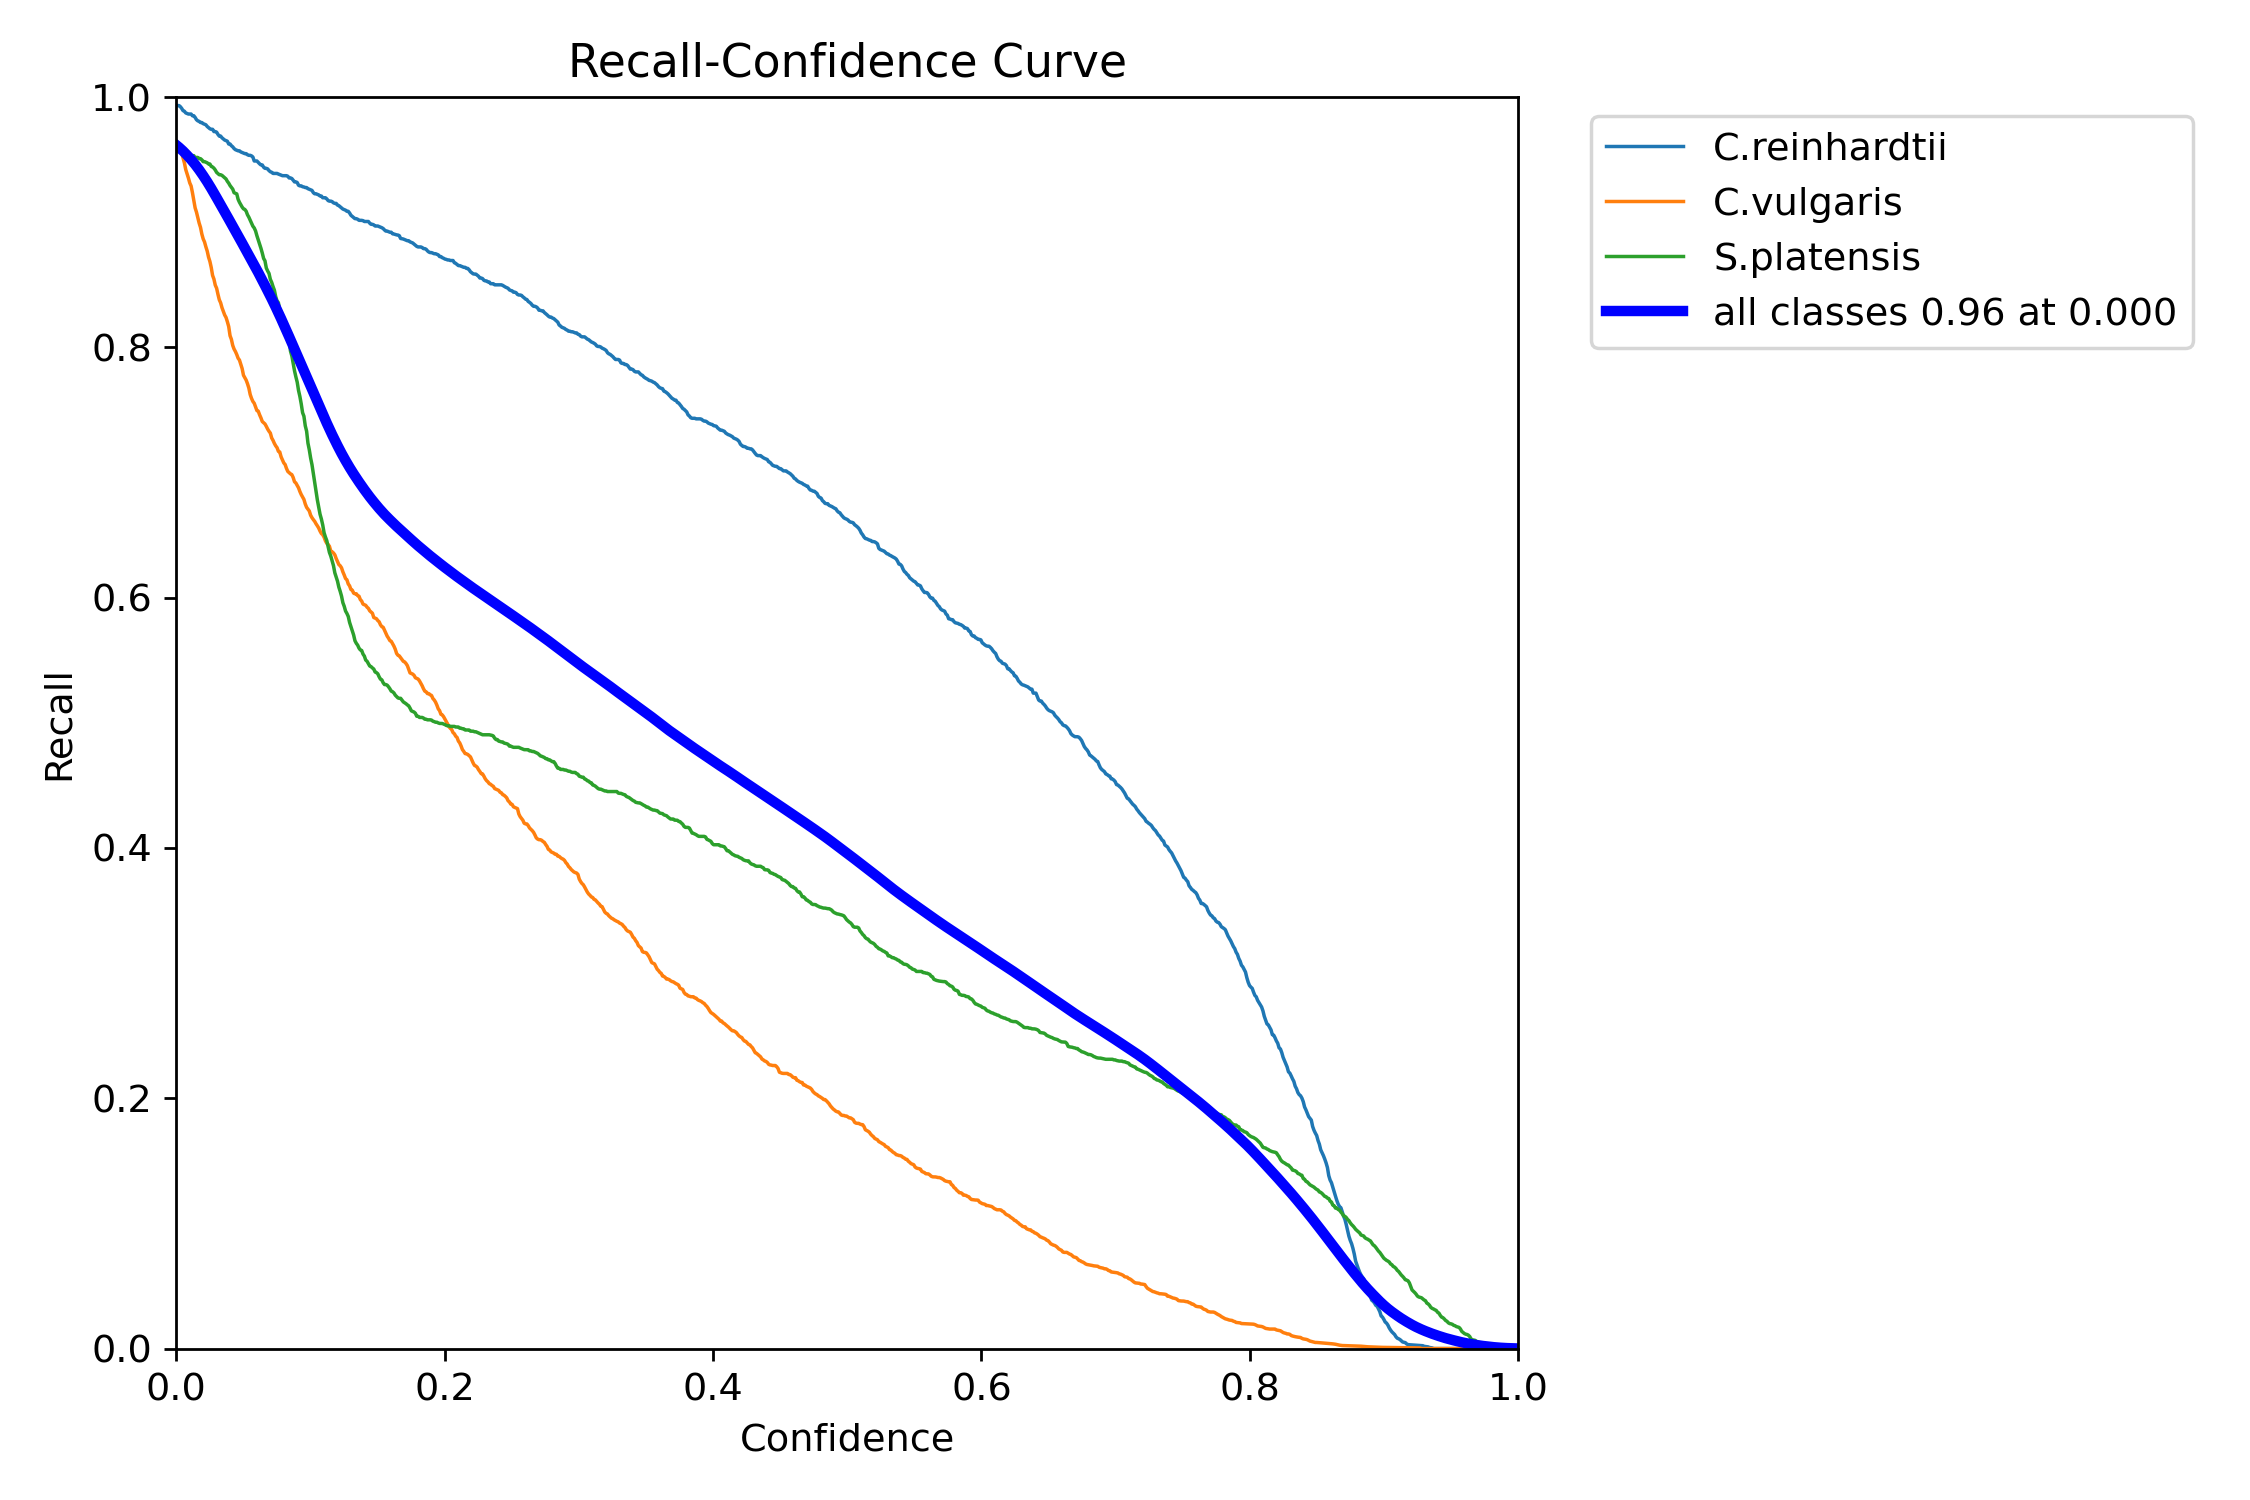 Recall-Confidence Curve
1.0
0.8
0.6
0.4
0.2
0.0
Recall
0.0 0.2 0.4 0.6 0.8 1.0
Confidence
C.reinhardtii
C.vulgaris
S.platensis
all classes 0.96 at 0.000